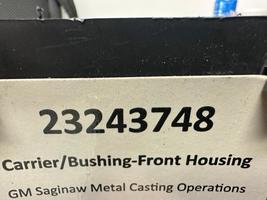 23243748
Carrier/Bushing-Front Housing
GM Saginaw Metal Casting Operations